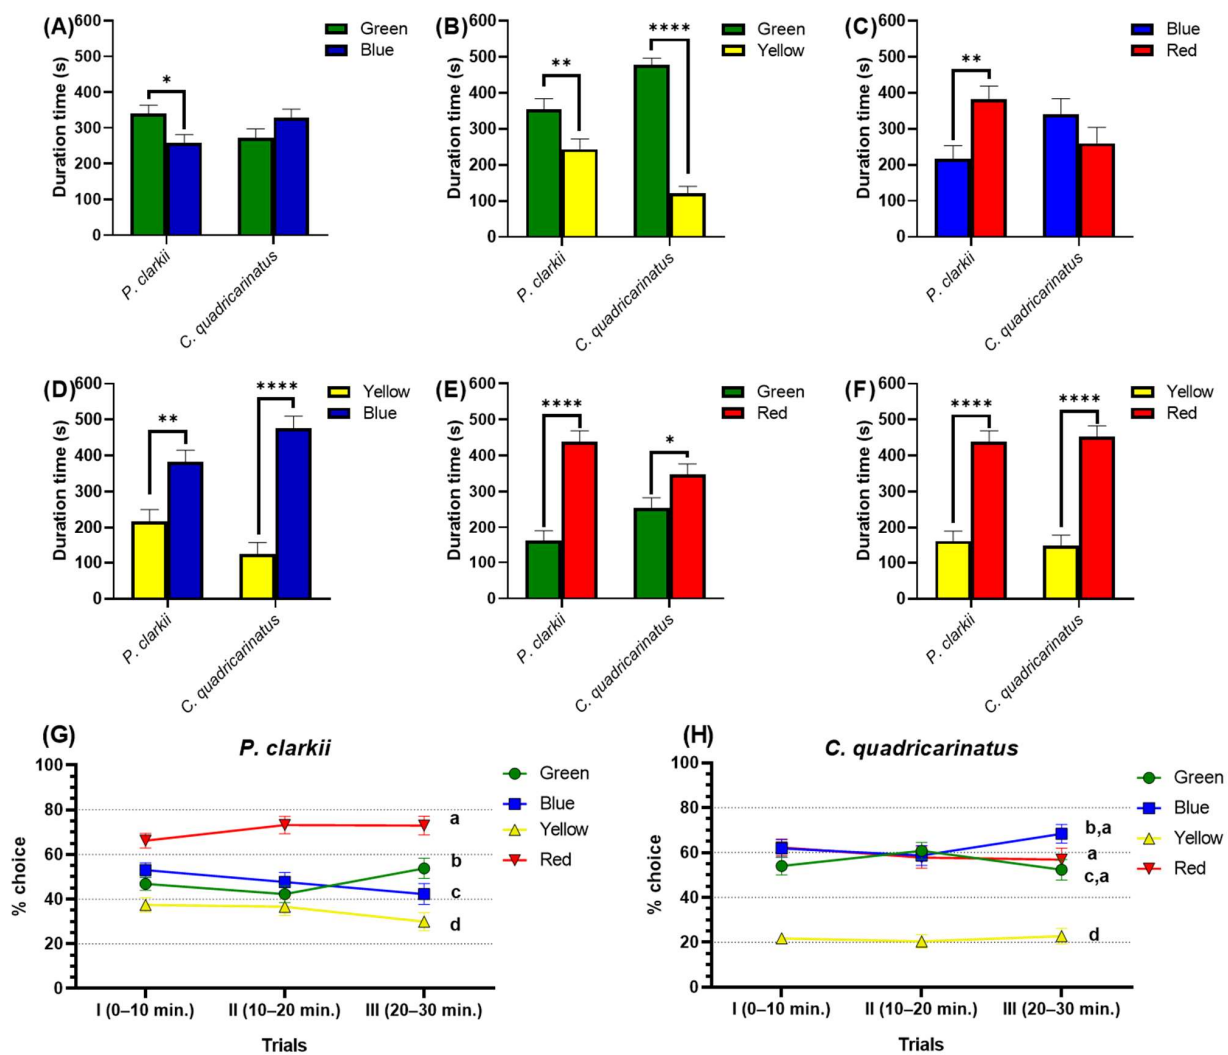 (A)
600
500
400
300
200
100
0
Duration time (s)
*
Green
Blue
P. clarkii
C. quadricarinatus
(B)
600
500
400
300
200
100
0
Duration time (s)
**
****
Green
Yellow
P. clarkii
C. quadricarinatus
(C)
600
500
400
300
200
100
0
Duration time (s)
**
Blue
Red
P. clarkii
C. quadricarinatus
(D)
600
500
400
300
200
100
0
Duration time (s)
**
****
Yellow
Blue
P. clarkii
C. quadricarinatus
(E)
600
500
400
300
200
100
0
Duration time (s)
****
*
Green
Red
P. clarkii
C. quadricarinatus
(F)
600
500
400
300
200
100
0
Duration time (s)
****
****
Yellow
Red
P. clarkii
C. quadricarinatus
(G)
P. clarkii
100
80
60
40
20
0
% choice
a
b
c
d
Green
Blue
Yellow
Red
I (0–10 min.)
II (10–20 min.)
III (20–30 min.)
Trials
(H)
C. quadricarinatus
100
80
60
40
20
0
% choice
b,a
a
c,a
d
Green
Blue
Yellow
Red
I (0–10 min.)
II (10–20 min.)
III (20–30 min.)
Trials